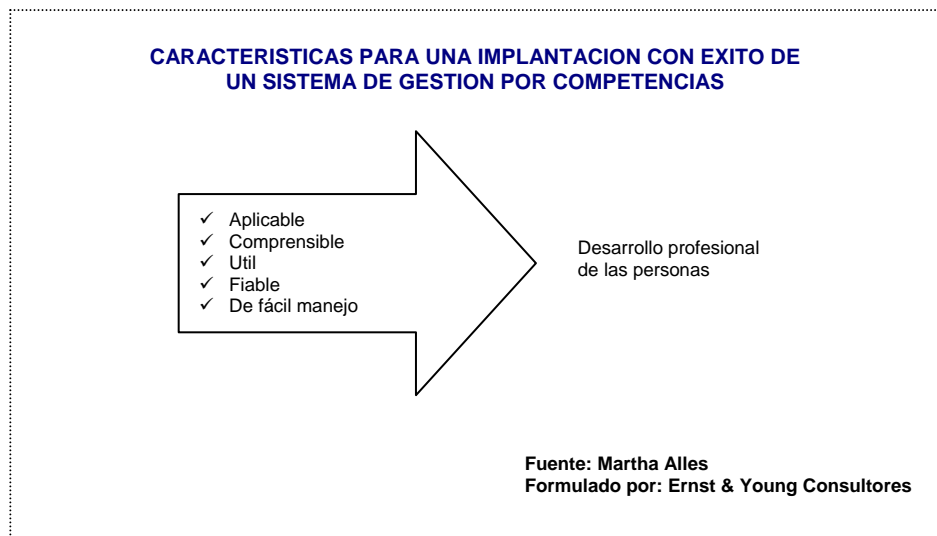 CARACTERISTICAS PARA UNA IMPLANTACION CON EXITO DE
UN SISTEMA DE GESTION POR COMPETENCIAS
✓ Aplicable
✓ Comprensible
✓ Util
✓ Fiable
✓ De fácil manejo
Desarrollo profesional
de las personas
Fuente: Martha Alles
Formulado por: Ernst & Young Consultores